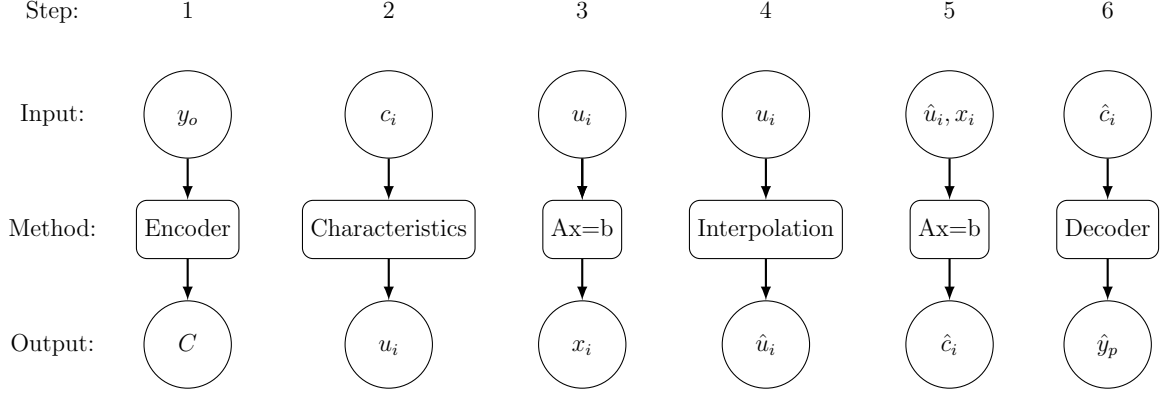 Step: 1 2 3 4 5 6
Input: y_o c_i u_i u_i û_i, x_i ĉ_i
Method: Encoder Characteristics Ax=b Interpolation Ax=b Decoder
Output: C u_i x_i û_i ĉ_i ŷ_p